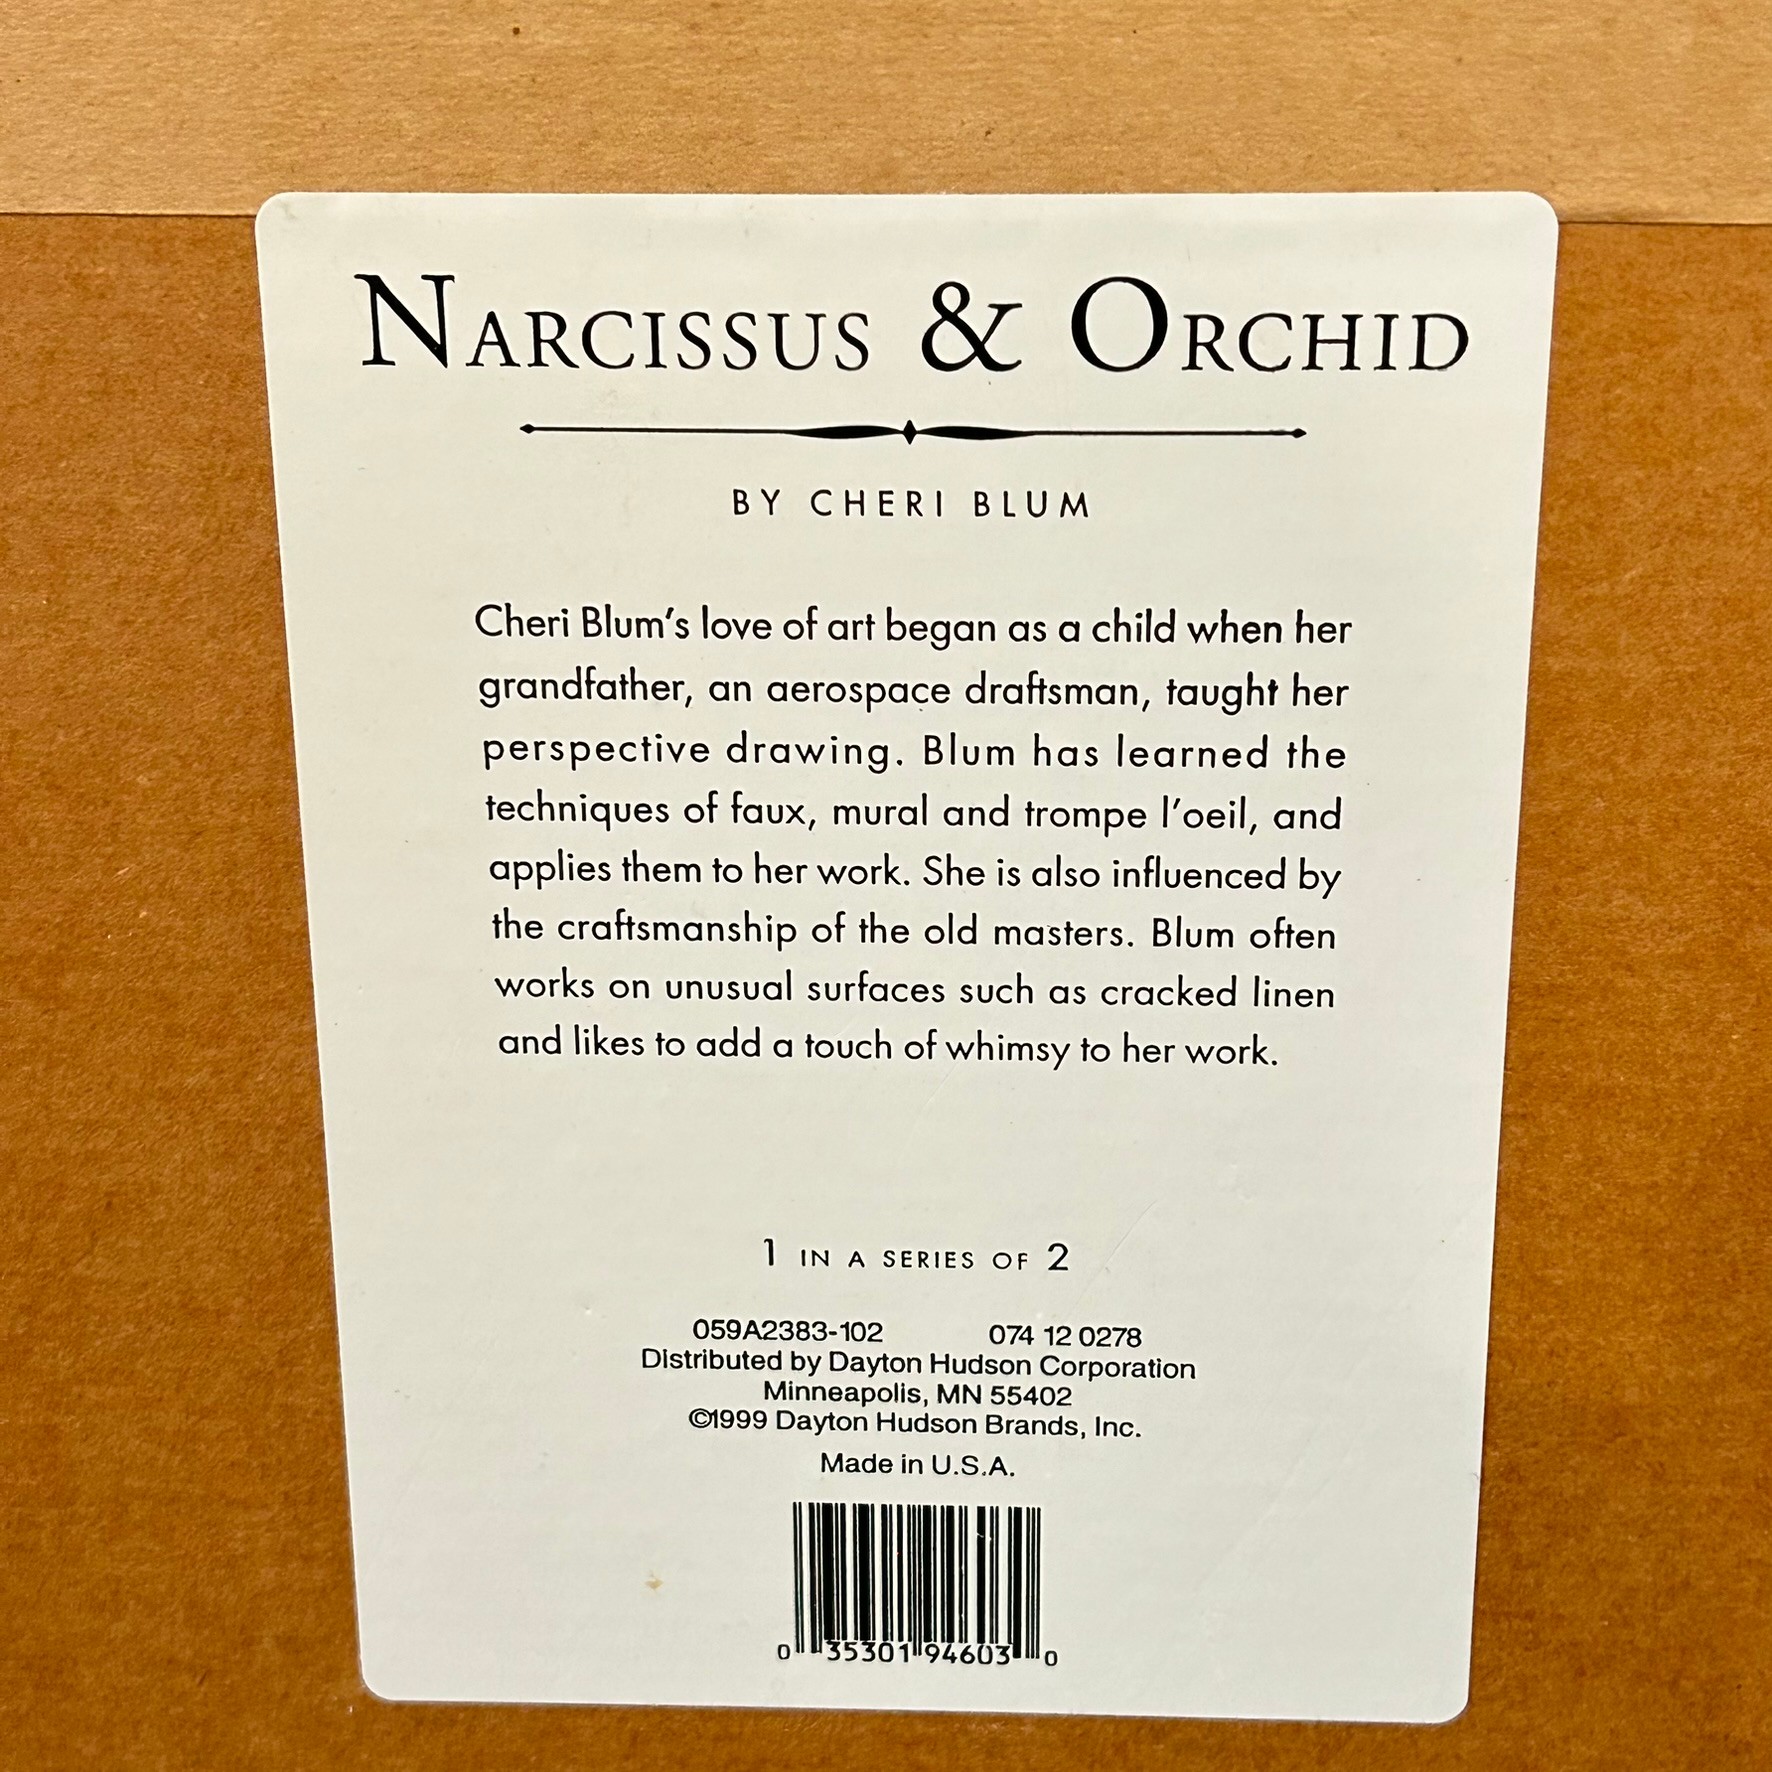 NARCISSUS & ORCHID
BY CHERI BLUM
Cheri Blum's love of art began as a child when her
grandfather, an aerospace draftsman, taught her
perspective drawing. Blum has learned the
techniques of faux, mural and trompe l'oeil, and
applies them to her work. She is also influenced by
the craftsmanship of the old masters. Blum often
works on unusual surfaces such as cracked linen
and likes to add a touch of whimsy to her work.
1 IN A SERIES OF 2
059A2383-102 074 12 0278
Distributed by Dayton Hudson Corporation
Minneapolis, MN 55402
©1999 Dayton Hudson Brands, Inc.
Made in U.S.A.
0 35301 94603 0